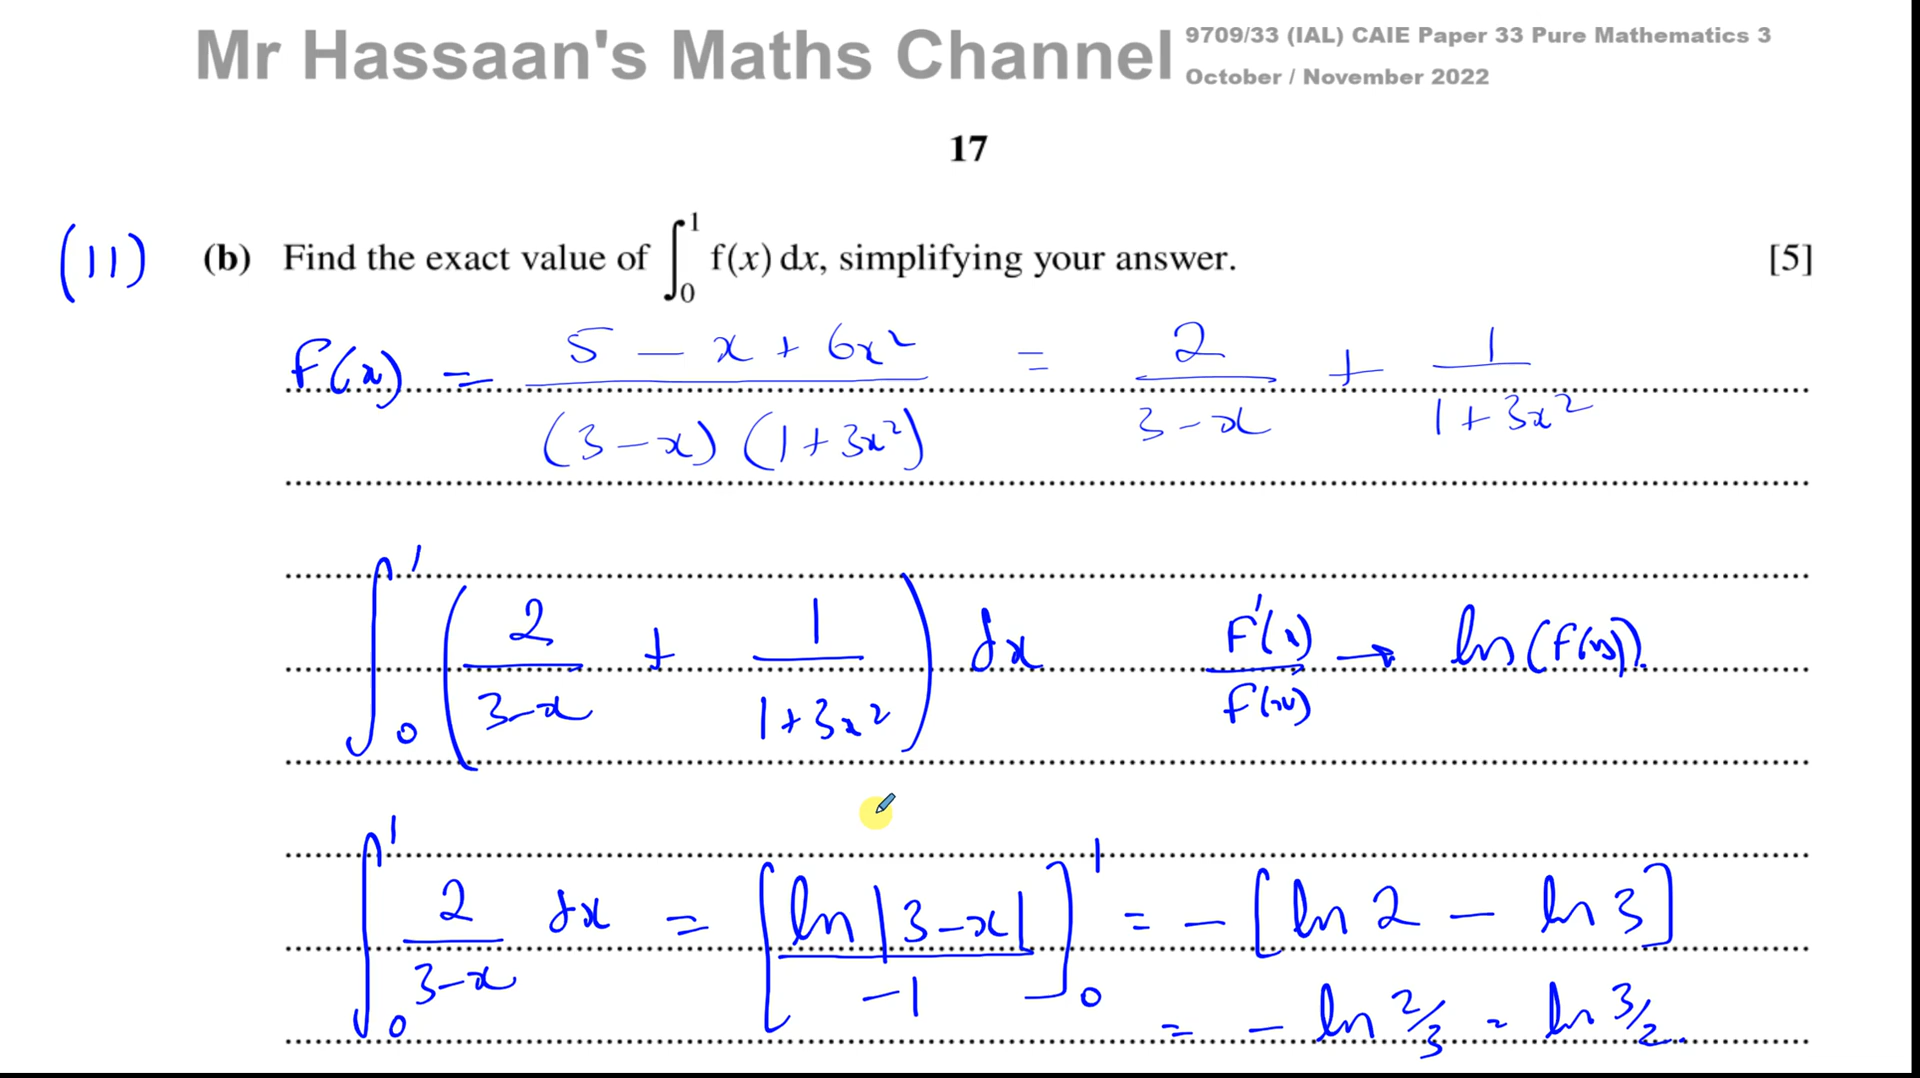 Mr Hassaan's Maths Channel
9709/33 (IAL) CAIE Paper 33 Pure Mathematics 3
October / November 2022
17
(11) (b) Find the exact value of ∫₀¹ f(x) dx, simplifying your answer. [5]
f(x) = (5 − x + 6x²)/((3−x)(1+3x²)) = 2/(3−x) + 1/(1+3x²)
∫₀¹ (2/(3−x) + 1/(1+3x²)) dx f'(x)/f(x) → ln(f(x)).
∫₀¹ 2/(3−x) dx = [ln|3−x|/−1]₀¹ = −[ln 2 − ln 3]
= − ln 2/3 = ln 3/2.